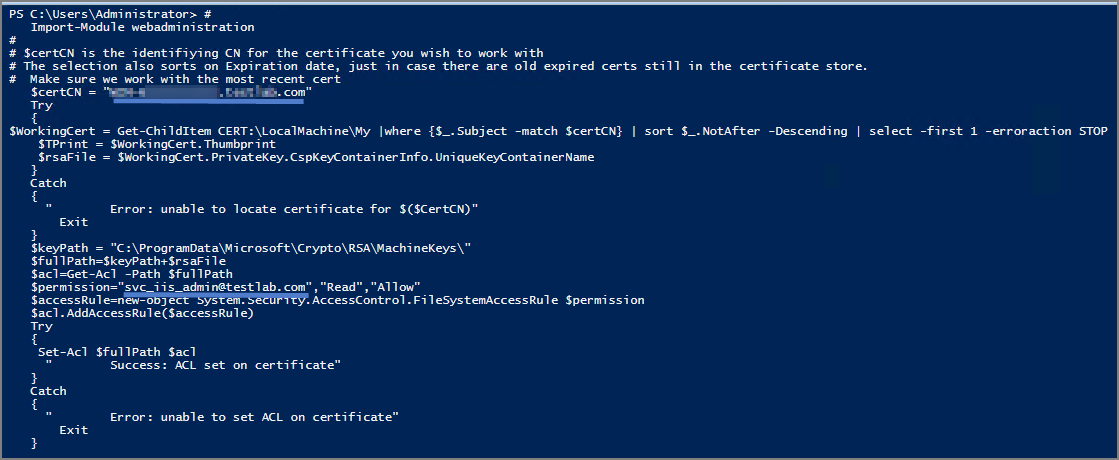 PS C:\Users\Administrator> #
Import-Module webadministration
#
# $certCN is the identifiying CN for the certificate you wish to work with
# The selection also sorts on Expiration date, just in case there are old expired certs still in the certificate store.
# Make sure we work with the most recent cert
$certCN = ".testlab.com"
Try
{
$WorkingCert = Get-ChildItem CERT:\LocalMachine\My |where {$_.Subject -match $certCN} | sort $_.NotAfter -Descending | select -first 1 -erroraction STOP
$TPrint = $WorkingCert.Thumbprint
$rsaFile = $WorkingCert.PrivateKey.CspKeyContainerInfo.UniqueKeyContainerName
}
Catch
{
" Error: unable to locate certificate for $($CertCN)"
Exit
}
$keyPath = "C:\ProgramData\Microsoft\Crypto\RSA\MachineKeys\"
$fullPath=$keyPath+$rsaFile
$acl=Get-Acl -Path $fullPath
$permission="svc_iis_admin@testlab.com","Read","Allow"
$accessRule=new-object System.Security.AccessControl.FileSystemAccessRule $permission
$acl.AddAccessRule($accessRule)
Try
{
Set-Acl $fullPath $acl
" Success: ACL set on certificate"
}
Catch
{
" Error: unable to set ACL on certificate"
Exit
}